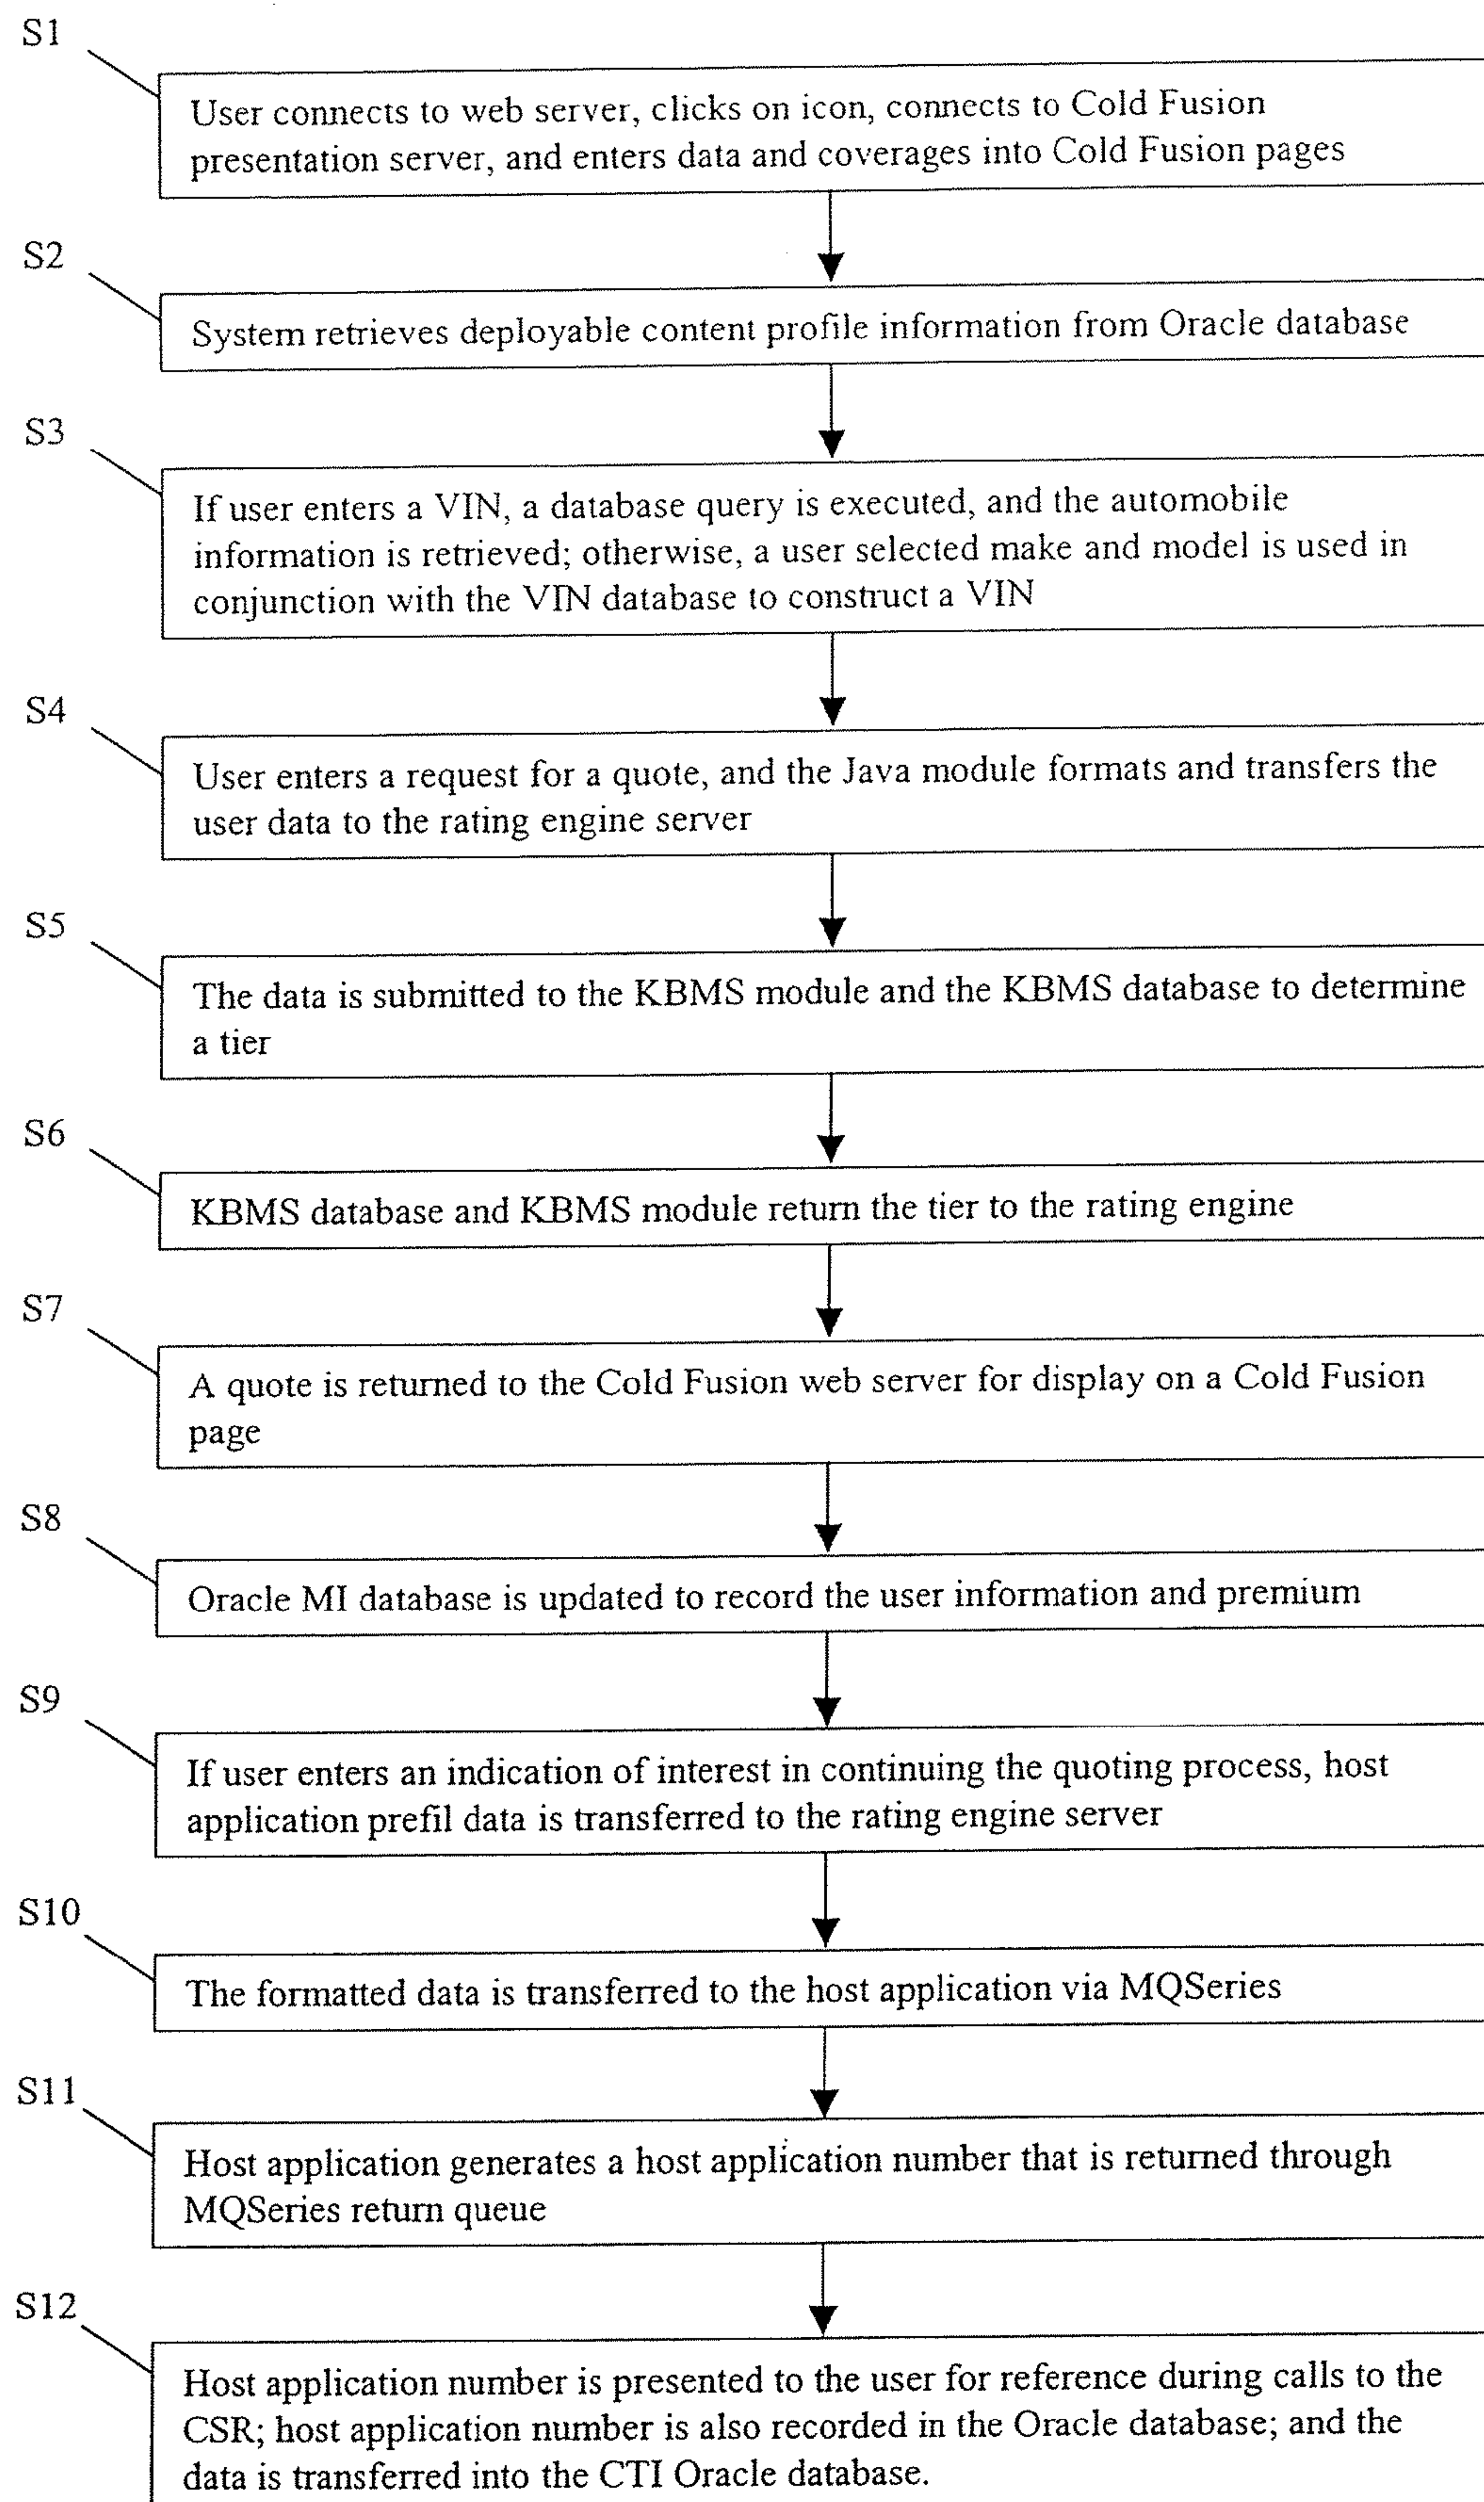 S1
User connects to web server, clicks on icon, connects to Cold Fusion
presentation server, and enters data and coverages into Cold Fusion pages
S2
System retrieves deployable content profile information from Oracle database
S3
If user enters a VIN, a database query is executed, and the automobile
information is retrieved; otherwise, a user selected make and model is used in
conjunction with the VIN database to construct a VIN
S4
User enters a request for a quote, and the Java module formats and transfers the
user data to the rating engine server
S5
The data is submitted to the KBMS module and the KBMS database to determine
a tier
S6
KBMS database and KBMS module return the tier to the rating engine
S7
A quote is returned to the Cold Fusion web server for display on a Cold Fusion
page
S8
Oracle MI database is updated to record the user information and premium
S9
If user enters an indication of interest in continuing the quoting process, host
application prefil data is transferred to the rating engine server
S10
The formatted data is transferred to the host application via MQSeries
S11
Host application generates a host application number that is returned through
MQSeries return queue
S12
Host application number is presented to the user for reference during calls to the
CSR; host application number is also recorded in the Oracle database; and the
data is transferred into the CTI Oracle database.